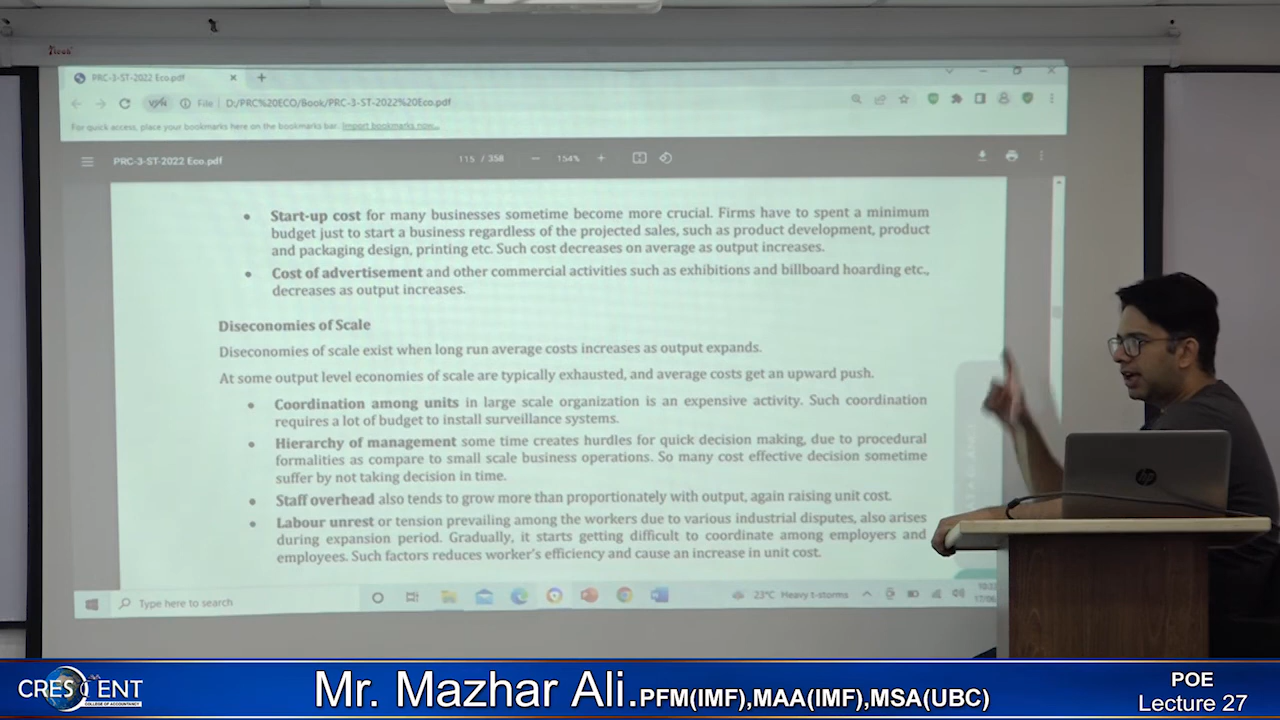 PRC-3-ST-2022 Eco.pdf
File D:/PRC%20ECO/Book/PRC-3-ST-2022%20Eco.pdf
For quick access, place your bookmarks here on the bookmarks bar. Import bookmarks now...
PRC-3-ST-2022 Eco.pdf 115 / 358 154%
• Start-up cost for many businesses sometime become more crucial. Firms have to spent a minimum
budget just to start a business regardless of the projected sales, such as product development, product
and packaging design, printing etc. Such cost decreases on average as output increases.
• Cost of advertisement and other commercial activities such as exhibitions and billboard hoarding etc.,
decreases as output increases.
Diseconomies of Scale
Diseconomies of scale exist when long run average costs increases as output expands.
At some output level economies of scale are typically exhausted, and average costs get an upward push.
• Coordination among units in large scale organization is an expensive activity. Such coordination
requires a lot of budget to install surveillance systems.
• Hierarchy of management some time creates hurdles for quick decision making, due to procedural
formalities as compare to small scale business operations. So many cost effective decision sometime
suffer by not taking decision in time.
• Staff overhead also tends to grow more than proportionately with output, again raising unit cost.
• Labour unrest or tension prevailing among the workers due to various industrial disputes, also arises
during expansion period. Gradually, it starts getting difficult to coordinate among employers and
employees. Such factors reduces worker's efficiency and cause an increase in unit cost.
Type here to search 23°C Heavy t-storms
hp
CRESCENT
COLLEGE OF ACCOUNTANCY
Mr. Mazhar Ali.PFM(IMF),MAA(IMF),MSA(UBC)
POE
Lecture 27